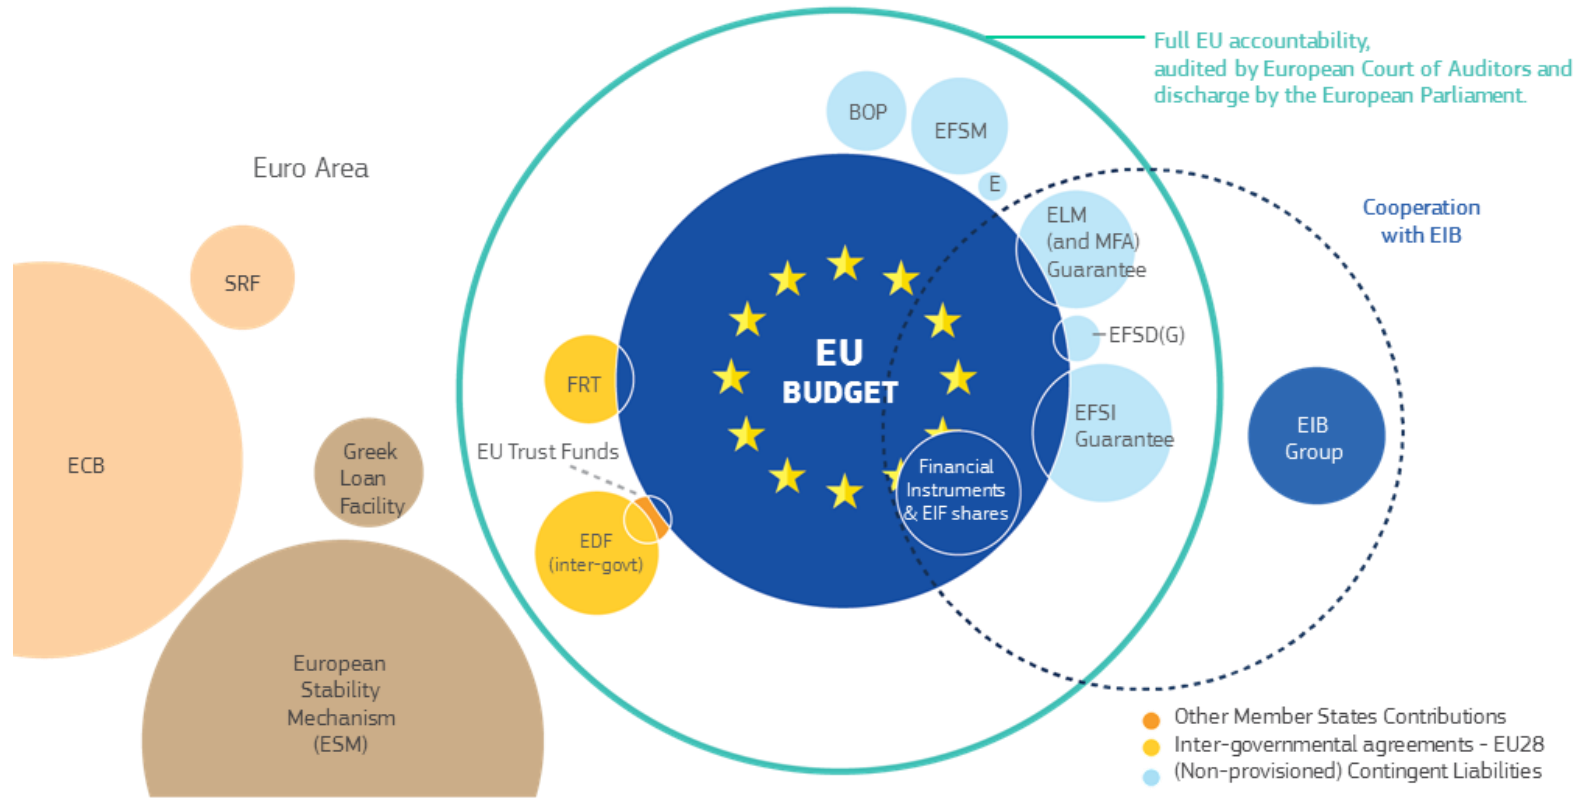 Full EU accountability,
audited by European Court of Auditors and
discharge by the European Parliament.
BOP
EFSM
E
Euro Area
Cooperation
with EIB
ELM
(and MFA)
Guarantee
SRF
EFSD(G)
EU
BUDGET
FRT
EFSI
Guarantee
EIB
Group
EU Trust Funds
Greek
Loan
Facility
ECB
Financial
Instruments
& EIF shares
EDF
(inter-govt)
European
Stability
Mechanism
(ESM)
Other Member States Contributions
Inter-governmental agreements - EU28
(Non-provisioned) Contingent Liabilities